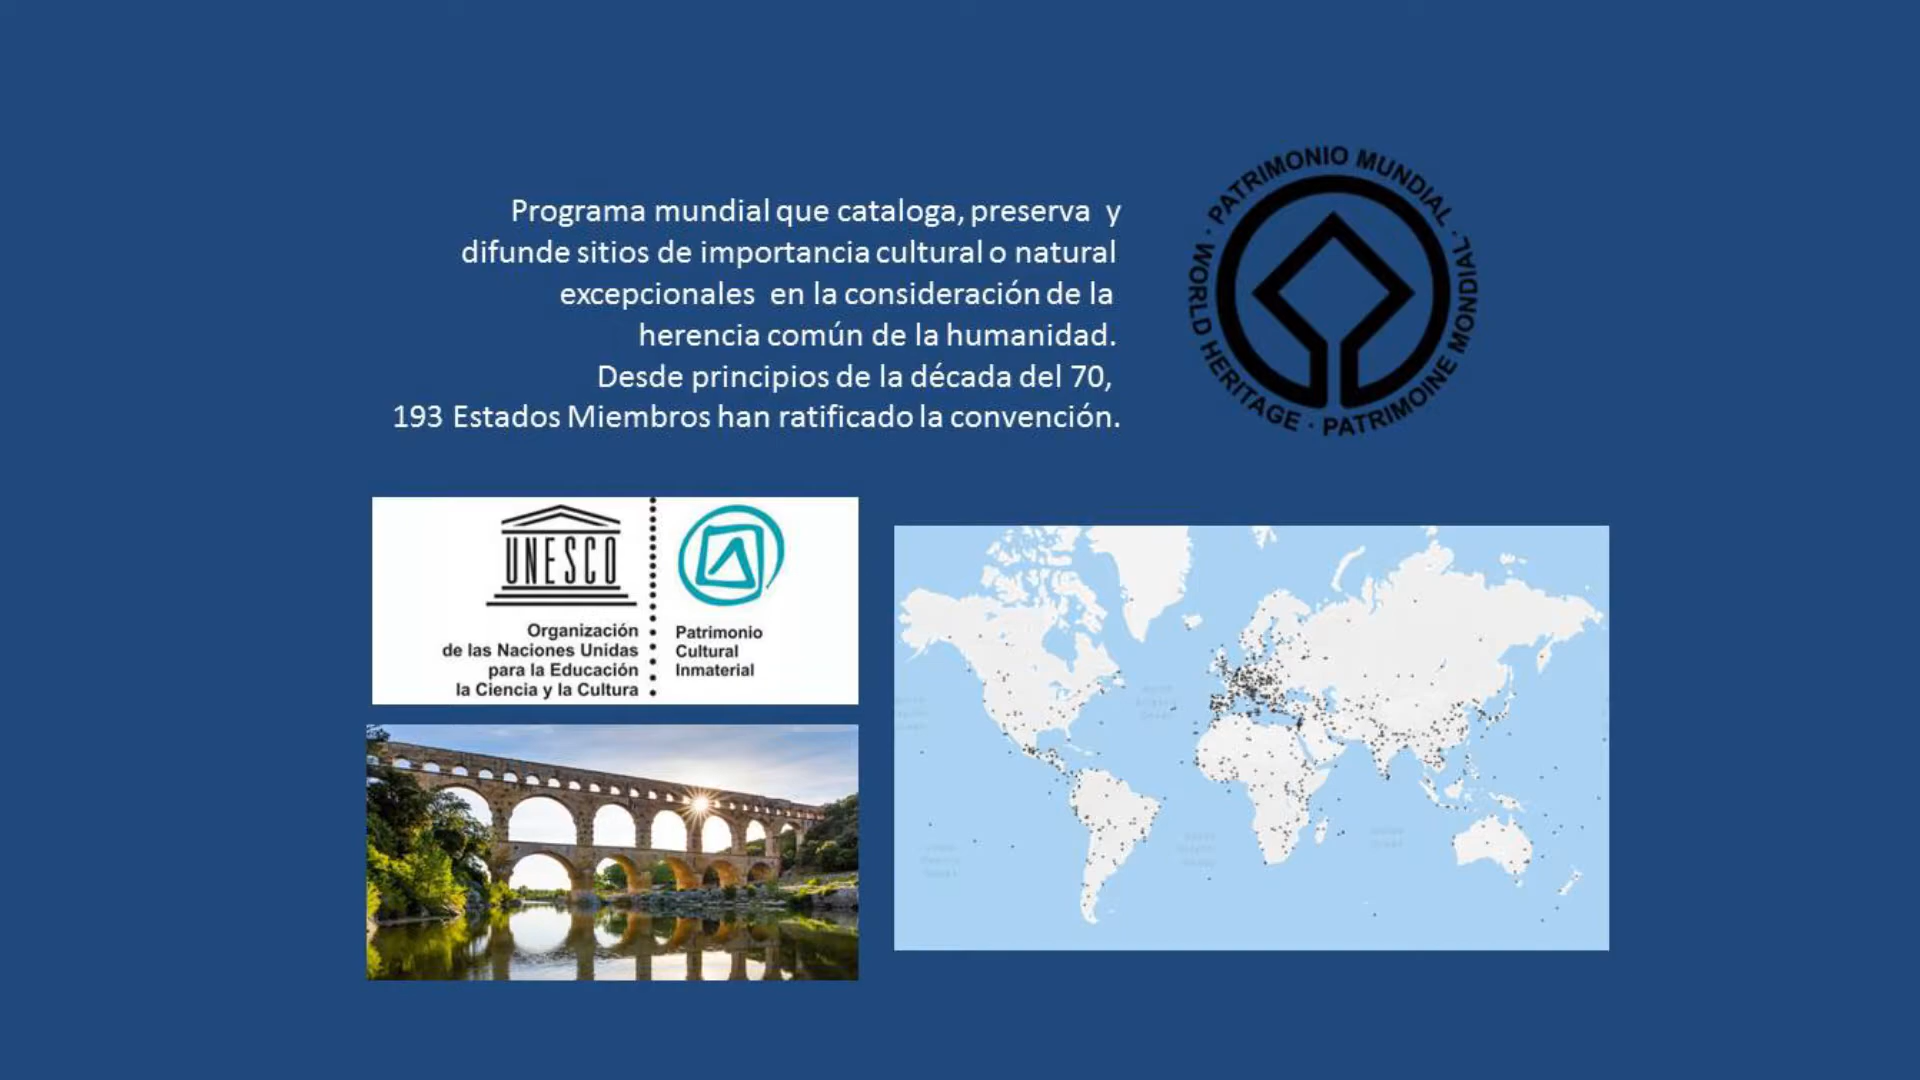 Programa mundial que cataloga, preserva y
difunde sitios de importancia cultural o natural
excepcionales en la consideración de la
herencia común de la humanidad.
Desde principios de la década del 70,
193 Estados Miembros han ratificado la convención.
· PATRIMONIO MUNDIAL · WORLD HERITAGE · PATRIMOINE MONDIAL
UNESCO
Organización
de las Naciones Unidas
para la Educación
la Ciencia y la Cultura
Patrimonio
Cultural
Inmaterial